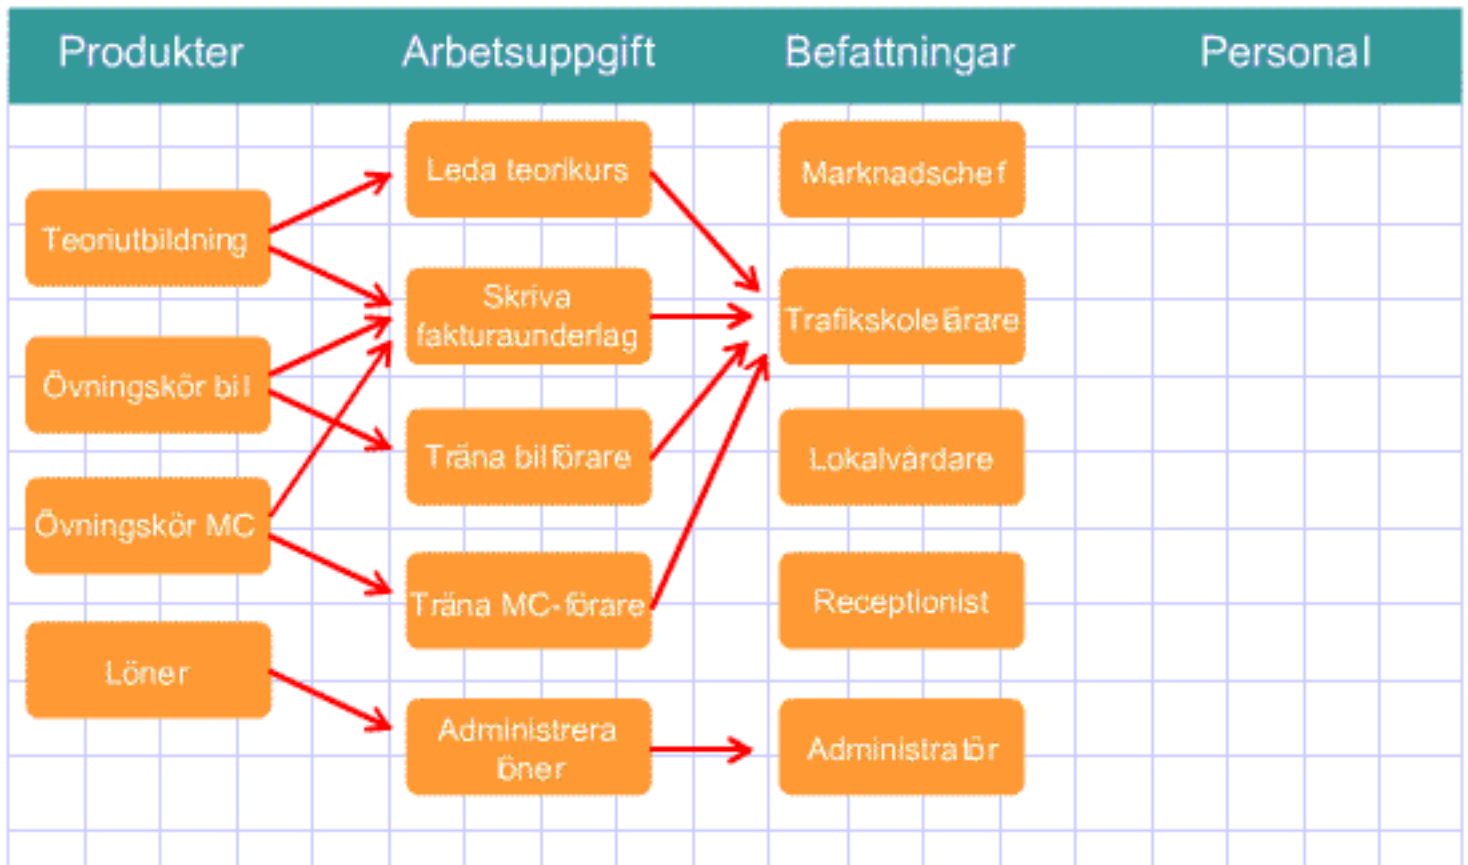 Produkter
Arbetsuppgift
Befattningar
Personal
Teoriutbildning
Övningskör bil
Övningskör MC
Löner
Leda teorikurs
Skriva
fakturaunderlag
Träna bilförare
Träna MC-förare
Administrera
löner
Marknadschef
Trafikskolelärare
Lokalvårdare
Receptionist
Administratör